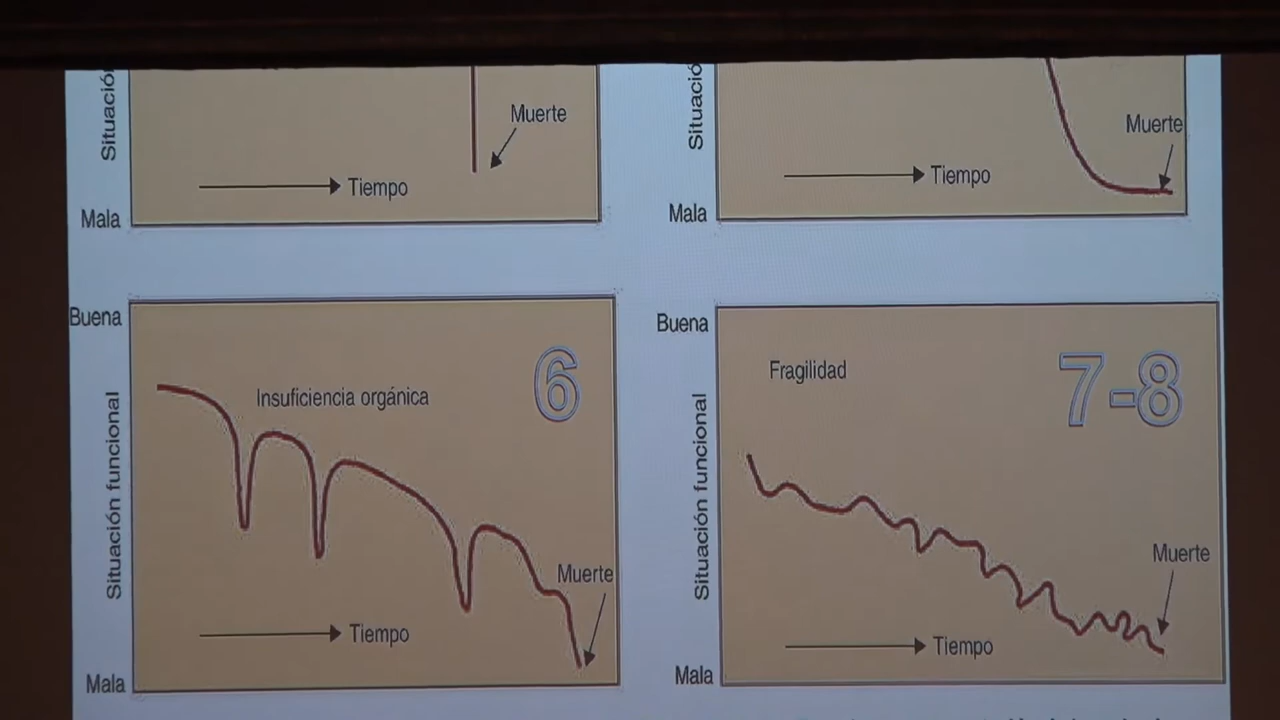 Situación
Muerte
Tiempo
Mala
Situació
Muerte
Tiempo
Mala
Buena
Situación funcional
Insuficiencia orgánica
6
Muerte
Tiempo
Mala
Buena
Situación funcional
Fragilidad
7-8
Muerte
Tiempo
Mala